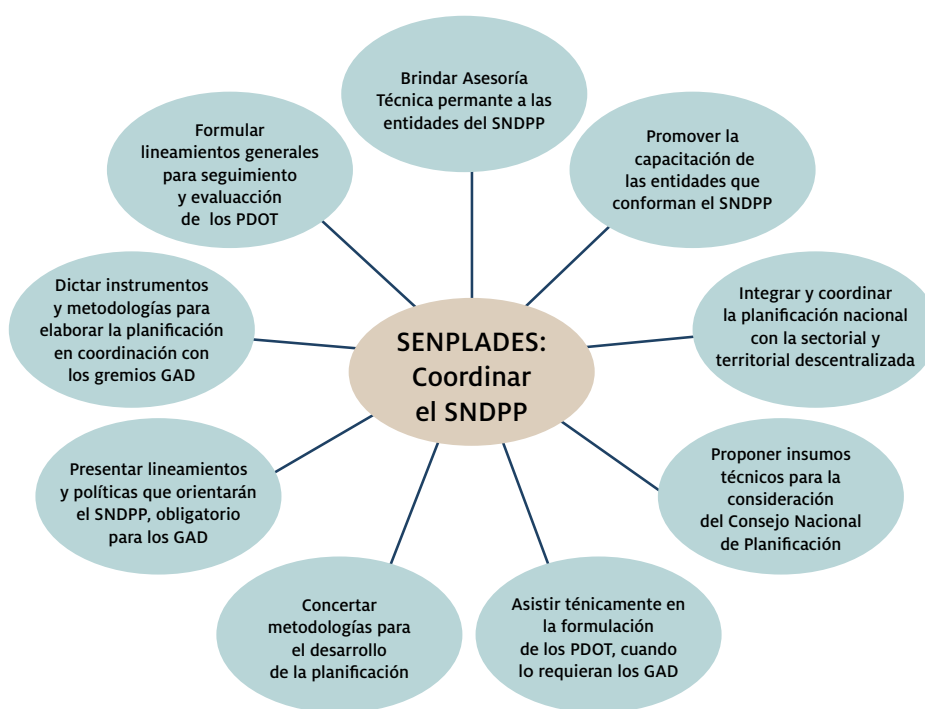 Brindar Asesoría
Técnica permante a las
entidades del SNDPP
Promover la
capacitación de
las entidades que
conforman el SNDPP
Integrar y coordinar
la planificación nacional
con la sectorial y
territorial descentralizada
Proponer insumos
técnicos para la
consideración
del Consejo Nacional
de Planificación
Asistir ténicamente en
la formulación
de los PDOT, cuando
lo requieran los GAD
Concertar
metodologías para
el desarrollo
de la planificación
Presentar lineamientos
y políticas que orientarán
el SNDPP, obligatorio
para los GAD
Dictar instrumentos
y metodologías para
elaborar la planificación
en coordinación con
los gremios GAD
Formular
lineamientos generales
para seguimiento
y evaluacción
de los PDOT
SENPLADES:
Coordinar
el SNDPP